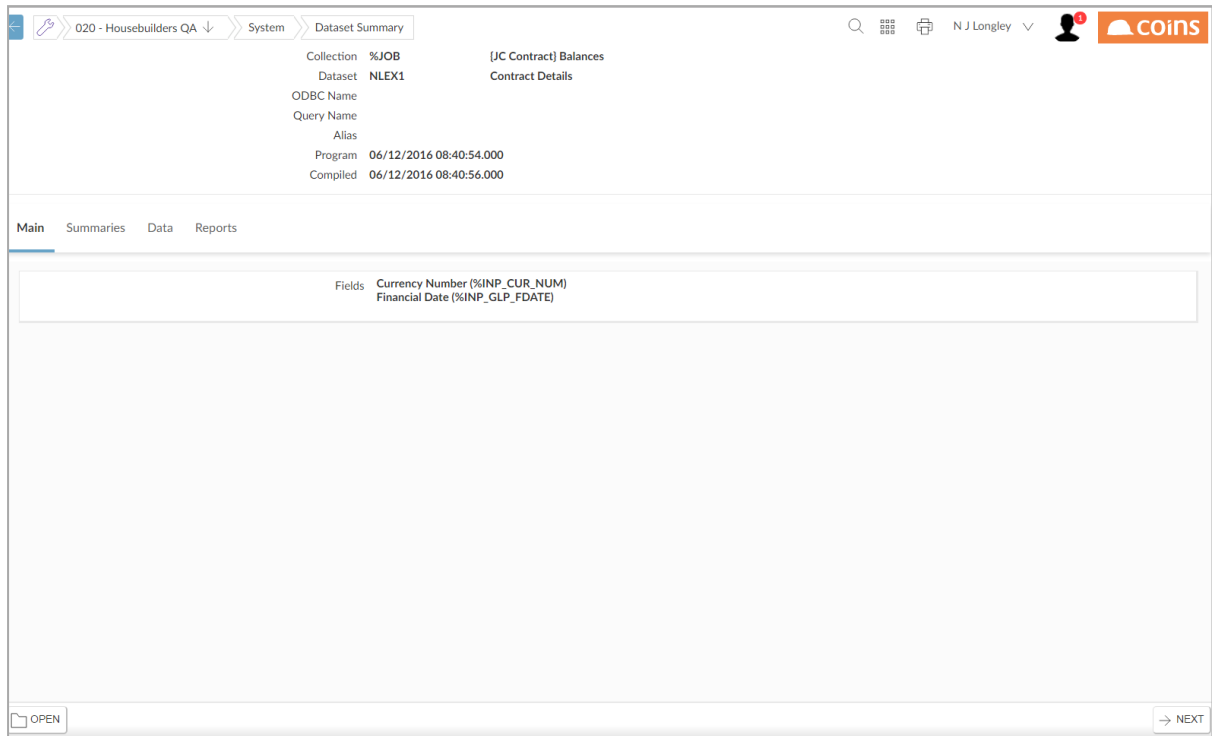 020 - Housebuilders QA System Dataset Summary N J Longley 1 coins
Collection %JOB {JC Contract} Balances
Dataset NLEX1 Contract Details
ODBC Name
Query Name
Alias
Program 06/12/2016 08:40:54.000
Compiled 06/12/2016 08:40:56.000
Main Summaries Data Reports
Fields Currency Number (%INP_CUR_NUM)
Financial Date (%INP_GLP_FDATE)
OPEN NEXT